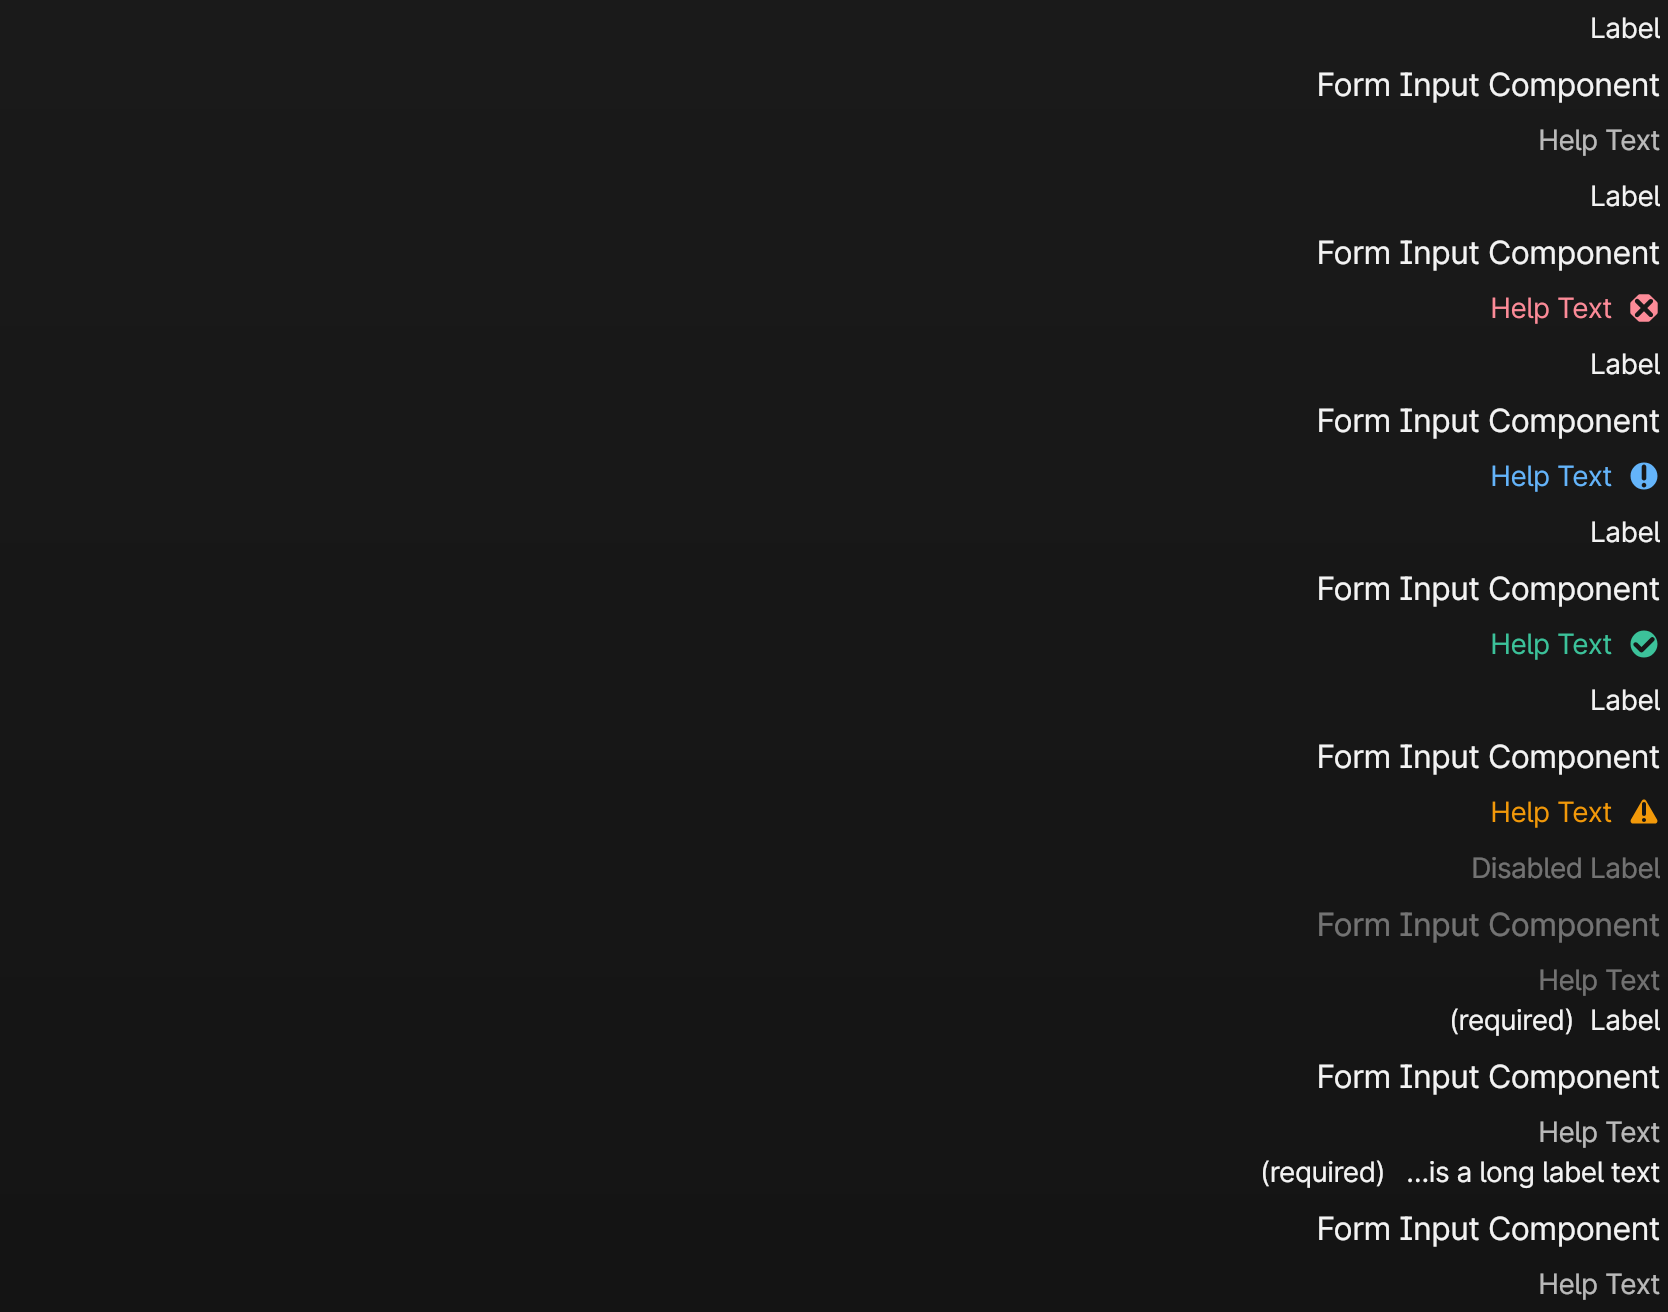 Label
Form Input Component
Help Text
Label
Form Input Component
Help Text
Label
Form Input Component
Help Text
Label
Form Input Component
Help Text
Label
Form Input Component
Help Text
Disabled Label
Form Input Component
Help Text
(required) Label
Form Input Component
Help Text
(required) ...is a long label text
Form Input Component
Help Text